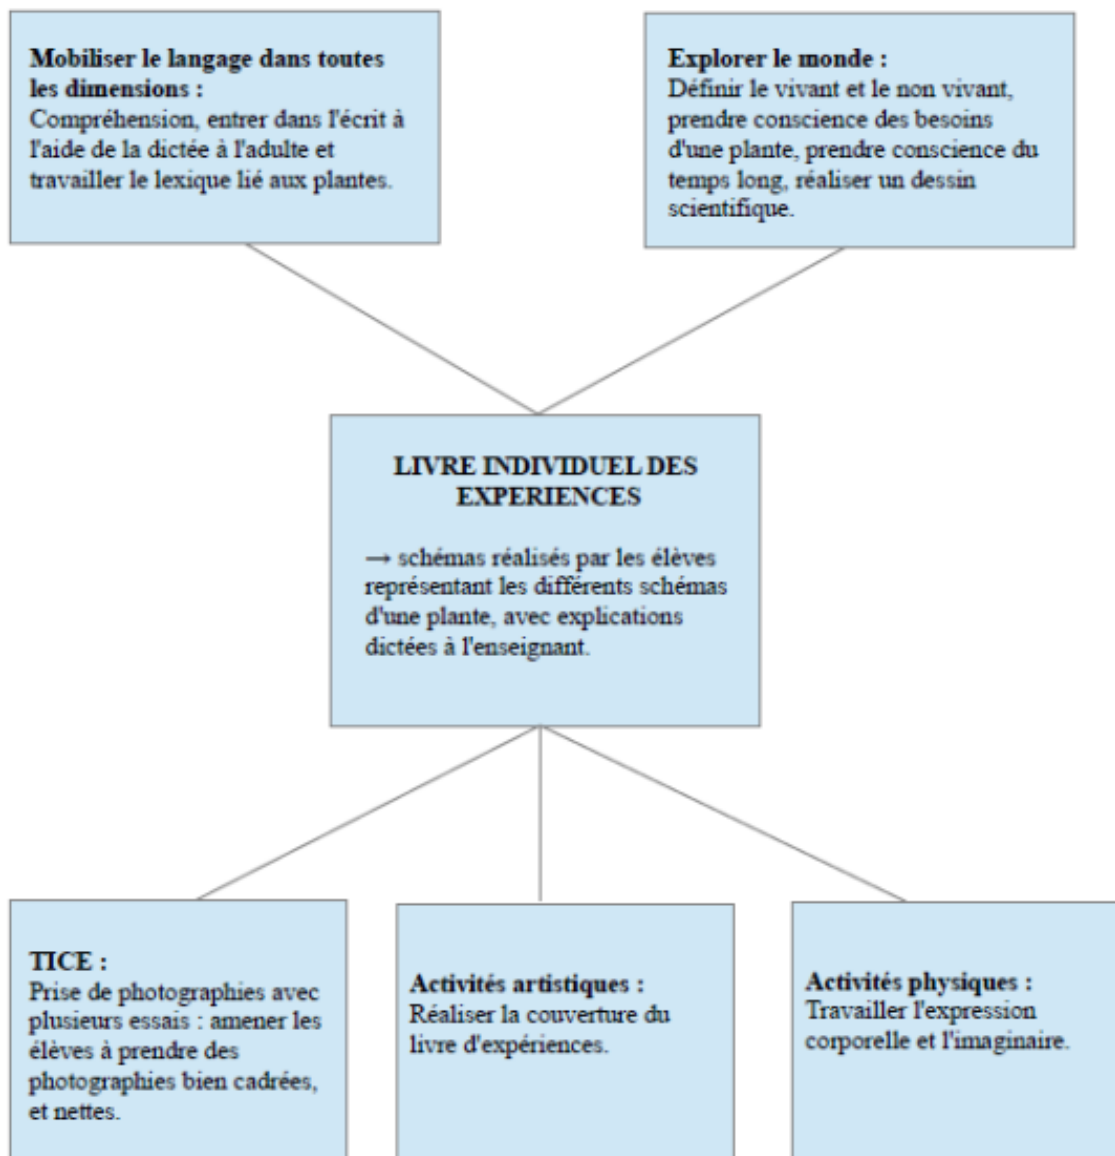 Mobiliser le langage dans toutes
les dimensions :
Compréhension, entrer dans l'écrit à
l'aide de la dictée à l'adulte et
travailler le lexique lié aux plantes.
Explorer le monde :
Définir le vivant et le non vivant,
prendre conscience des besoins
d'une plante, prendre conscience du
temps long, réaliser un dessin
scientifique.
LIVRE INDIVIDUEL DES
EXPERIENCES
→ schémas réalisés par les élèves
représentant les différents schémas
d'une plante, avec explications
dictées à l'enseignant.
TICE :
Prise de photographies avec
plusieurs essais : amener les
élèves à prendre des
photographies bien cadrées,
et nettes.
Activités artistiques :
Réaliser la couverture du
livre d'expériences.
Activités physiques :
Travailler l'expression
corporelle et l'imaginaire.